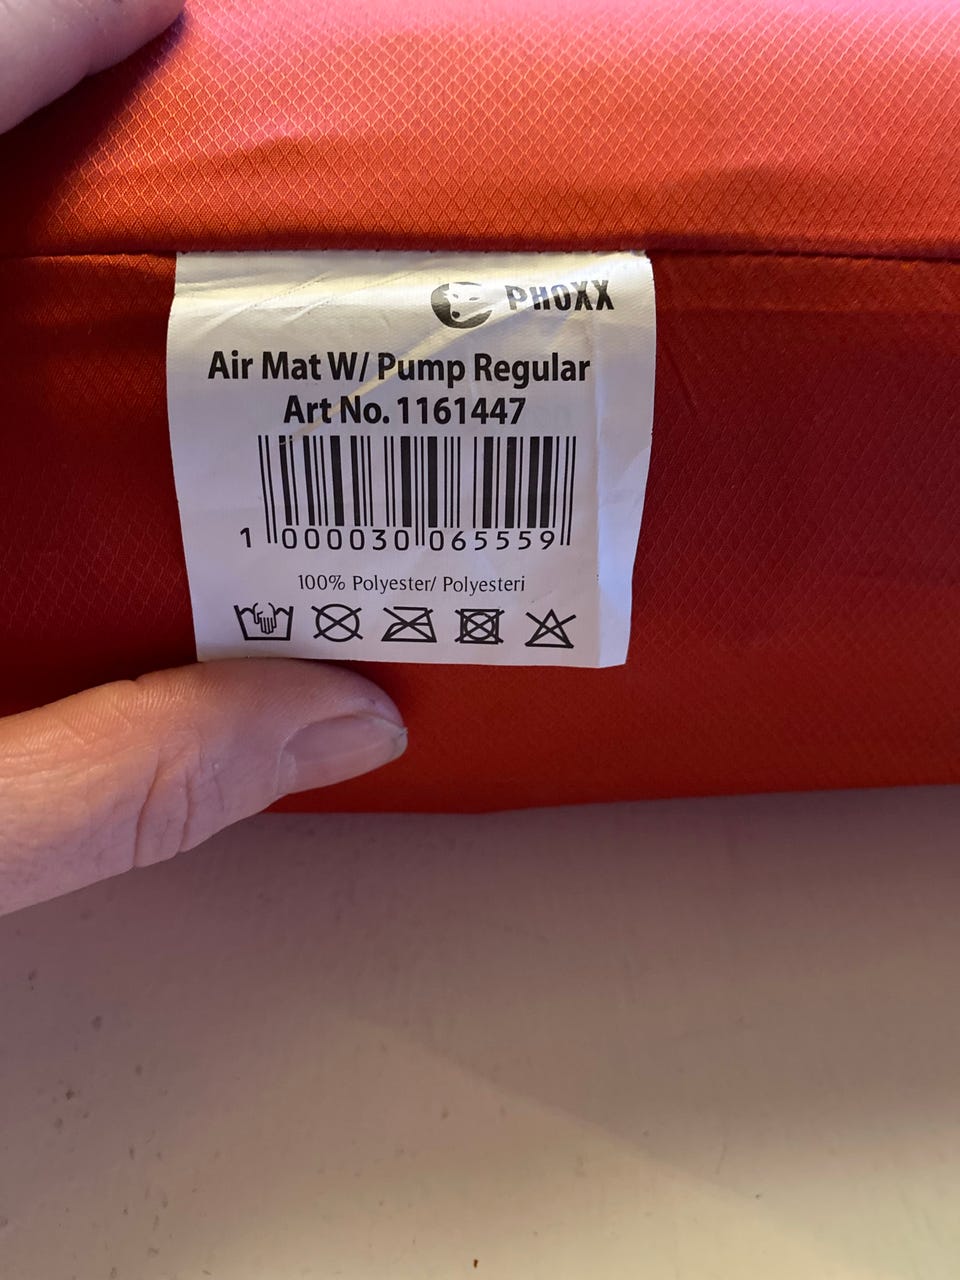 PHOXX
Air Mat W/ Pump Regular
Art No. 1161447
1 000030 065559
100% Polyester/ Polyesteri